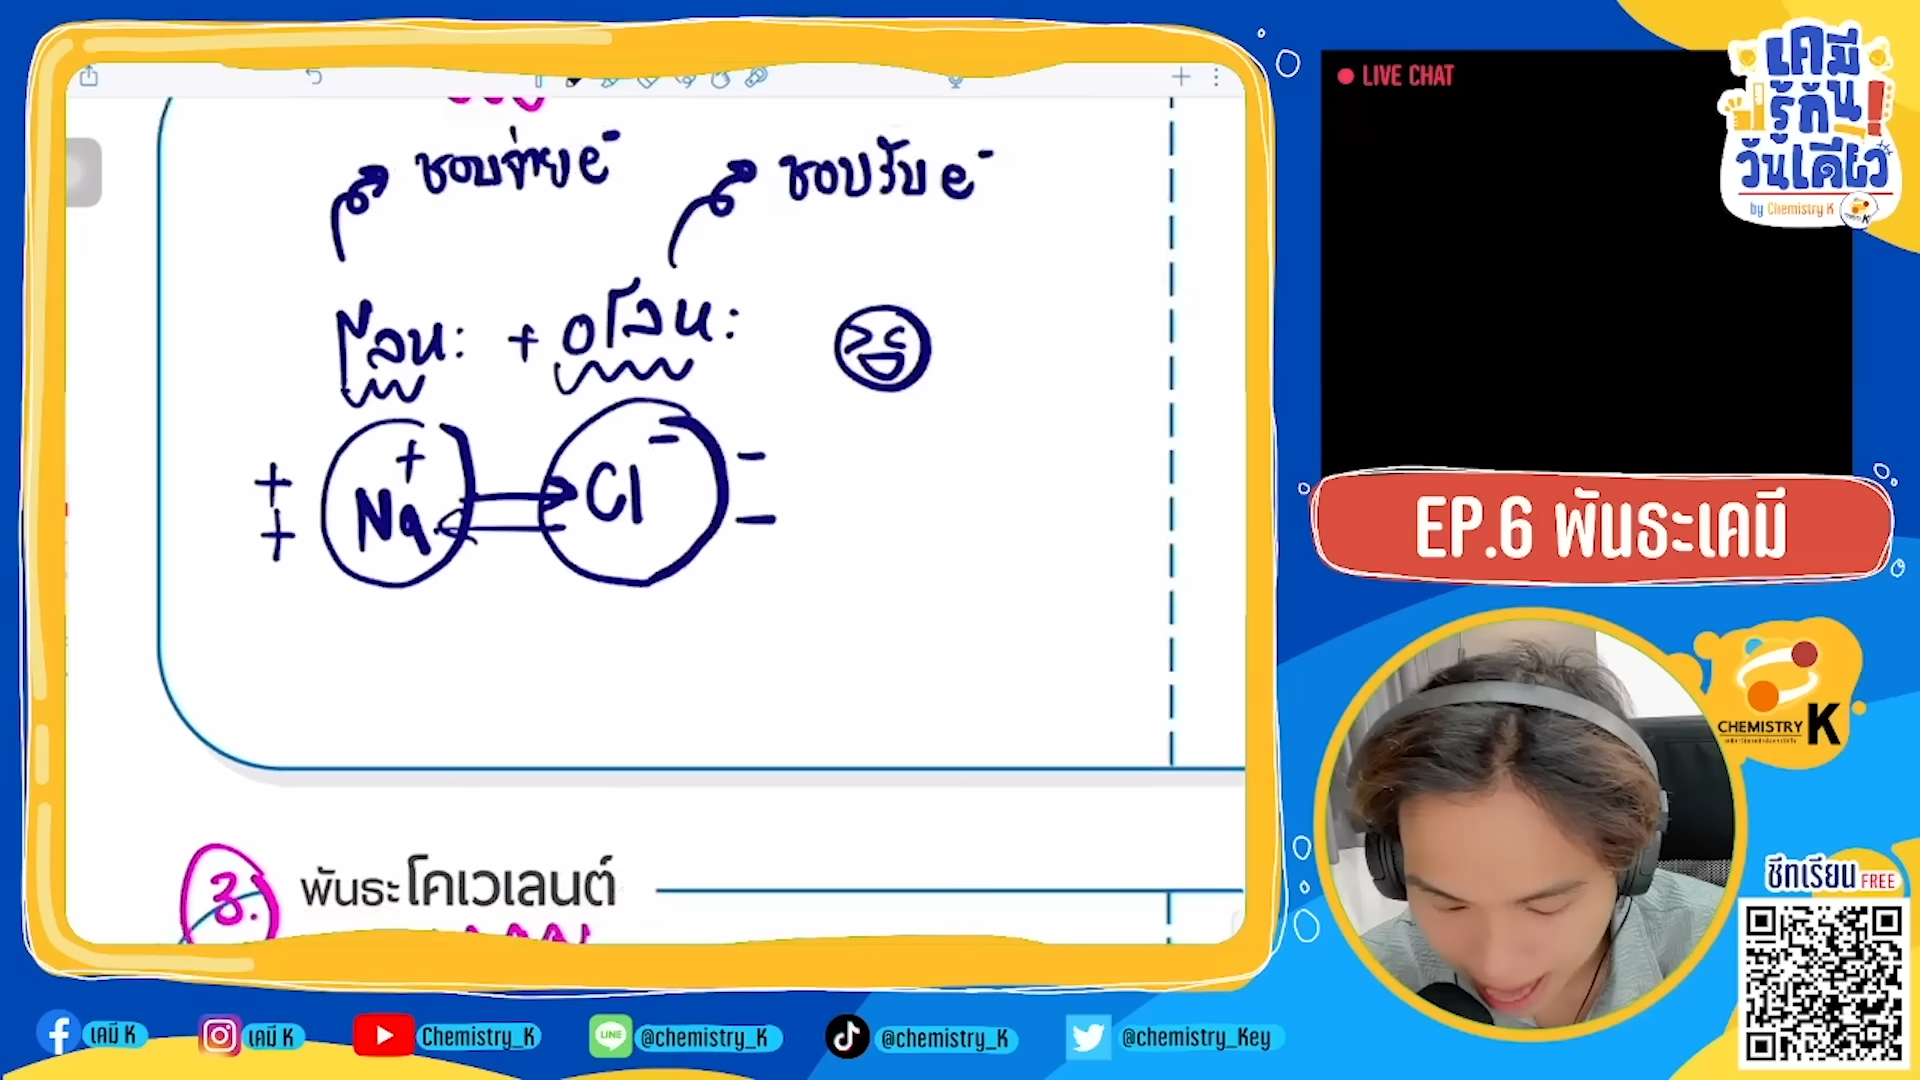 ชอบจ่าย e⁻
ชอบรับ e⁻
โลหะ + อโลหะ
+ Na⁺ Cl⁻ -
+ -
3. พันธะโคเวเลนต์
LIVE CHAT
เคมี
รู้กัน!
วันเดียว
by Chemistry K
EP.6 พันธะเคมี
CHEMISTRY K
ชีทเรียน FREE
เคมี K
เคมี K
Chemistry_K
LINE
@chemistry_K
@chemistry_K
@chemistry_Key